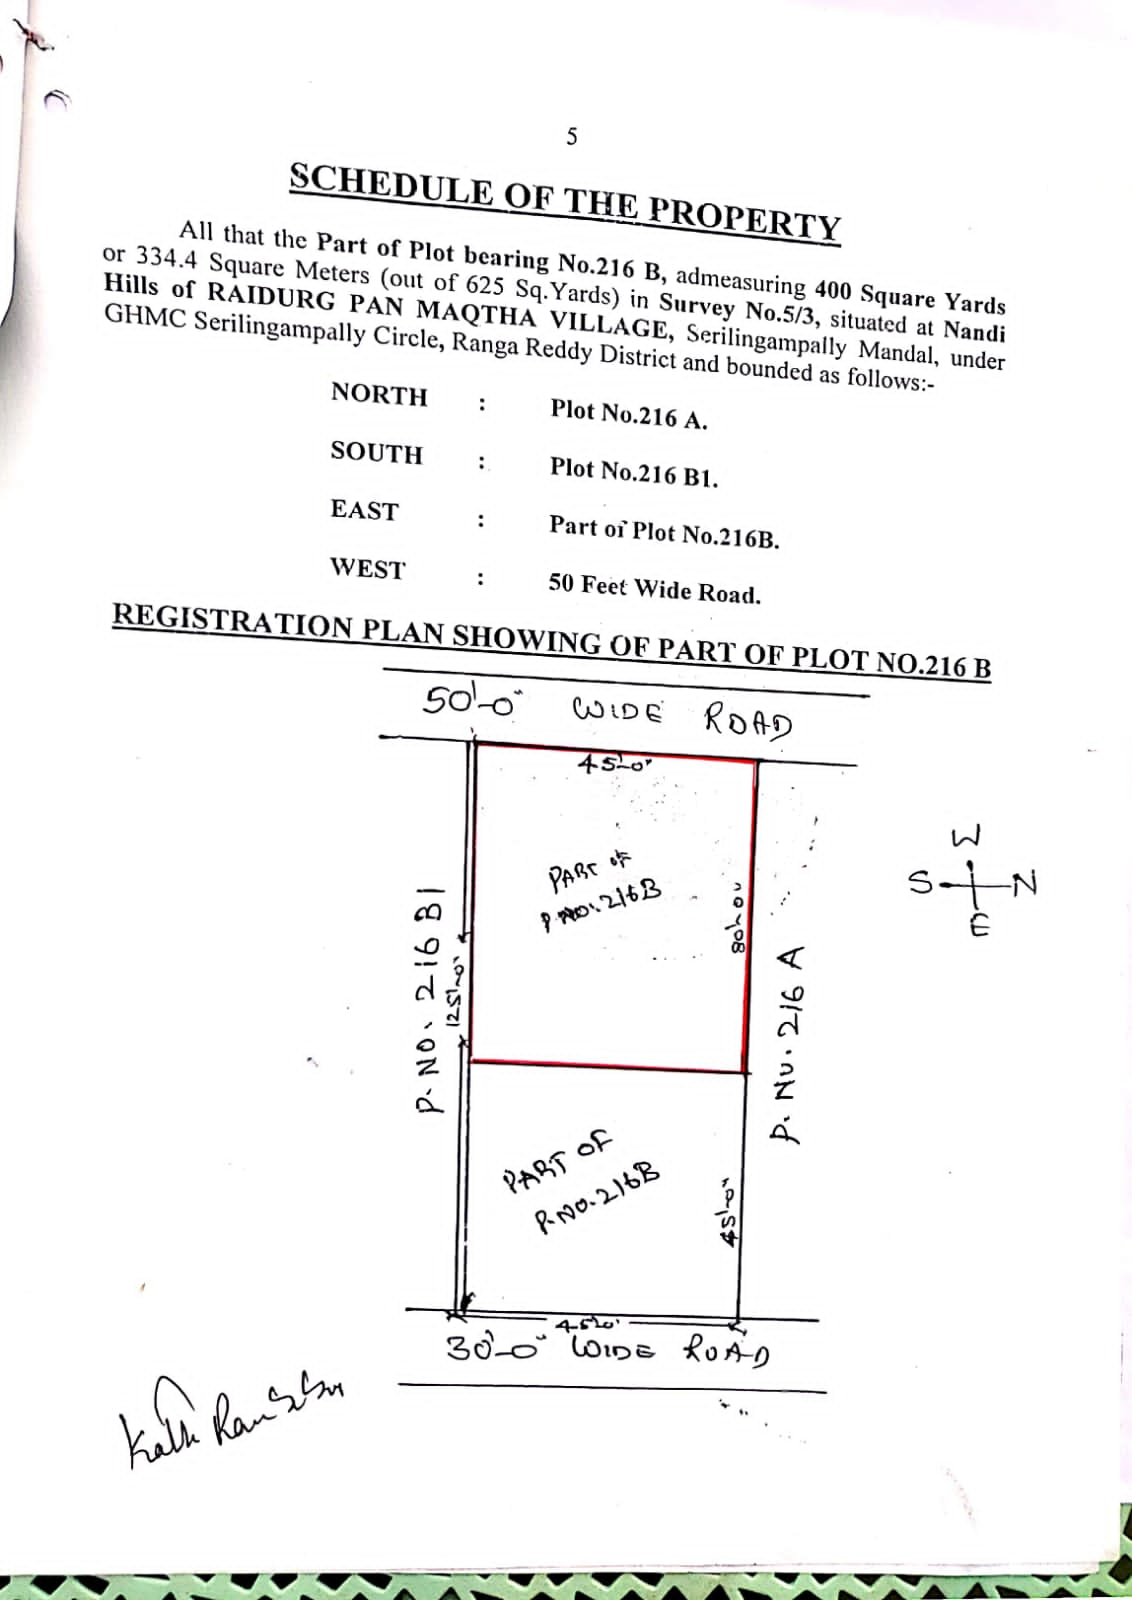 5
SCHEDULE OF THE PROPERTY
All that the Part of Plot bearing No.216 B, admeasuring 400 Square Yards
or 334.4 Square Meters (out of 625 Sq.Yards) in Survey No.5/3, situated at Nandi
Hills of RAIDURG PAN MAQTHA VILLAGE, Serilingampally Mandal, under
GHMC Serilingampally Circle, Ranga Reddy District and bounded as follows:-
NORTH : Plot No.216 A.
SOUTH : Plot No.216 B1.
EAST : Part of Plot No.216B.
WEST : 50 Feet Wide Road.
REGISTRATION PLAN SHOWING OF PART OF PLOT NO.216 B
50'-0" WIDE ROAD
45'-0"
PART OF
P.NO.216B
80'-0"
P.NO. 216 B1
125'-0"
P.NO. 216 A
W
S N
E
PART OF
P.NO.216B
45'-0"
45'-0"
30'-0" WIDE ROAD